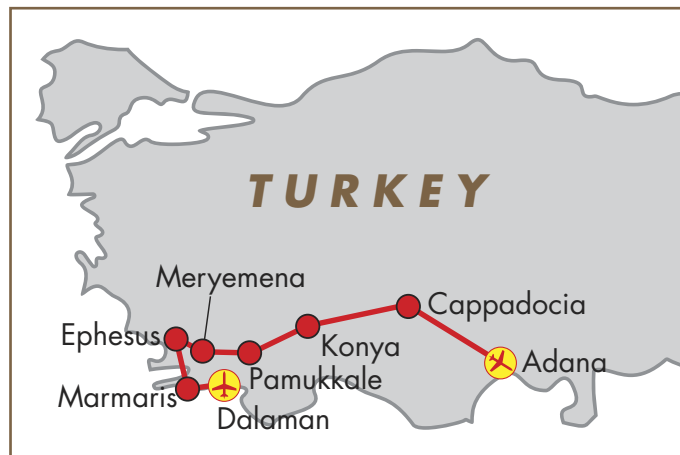 TURKEY
Meryemena
Cappadocia
Ephesus
Konya
Adana
Pamukkale
Marmaris
Dalaman